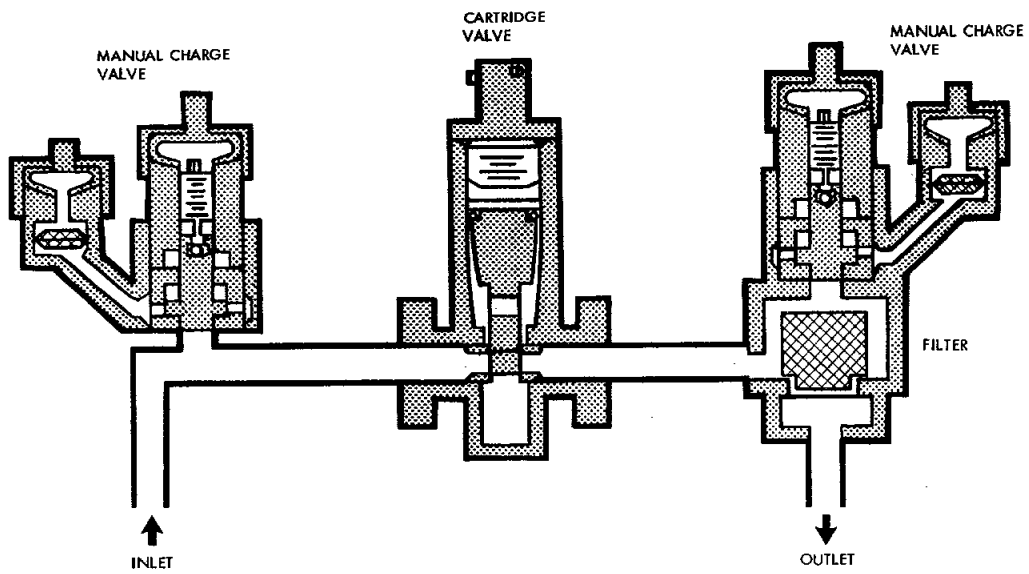 CARTRIDGE
VALVE
MANUAL CHARGE
VALVE
MANUAL CHARGE
VALVE
FILTER
INLET
OUTLET